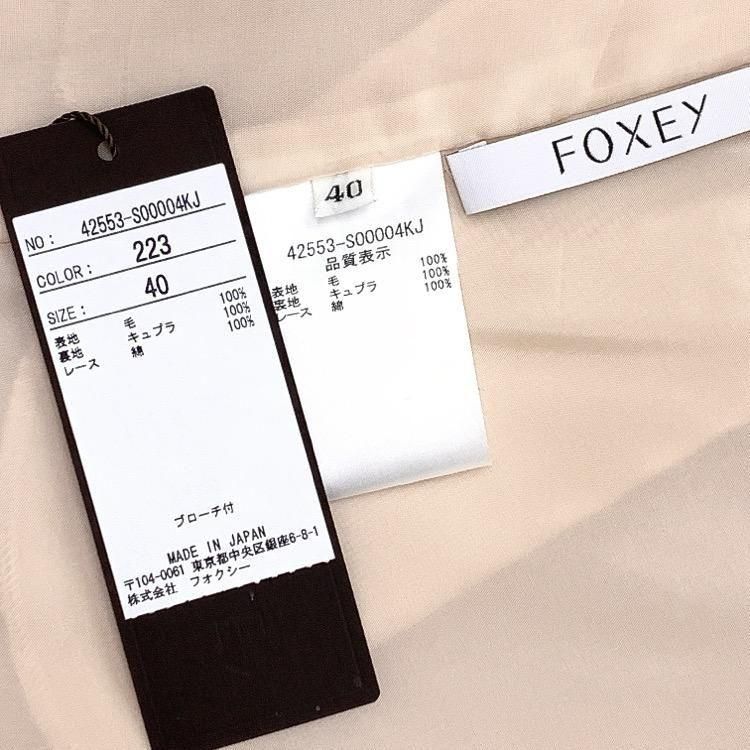 NO: 42553-S00004KJ
COLOR: 223
SIZE: 40
表地 毛 100%
裏地 キュプラ 100%
レース 綿 100%
ブローチ付
MADE IN JAPAN
〒104-0061 東京都中央区銀座6-8-1
株式会社 フォクシー
40
42553-S00004KJ
品質表示
表地 毛 100%
裏地 キュプラ 100%
ース 綿 100%
FOXEY